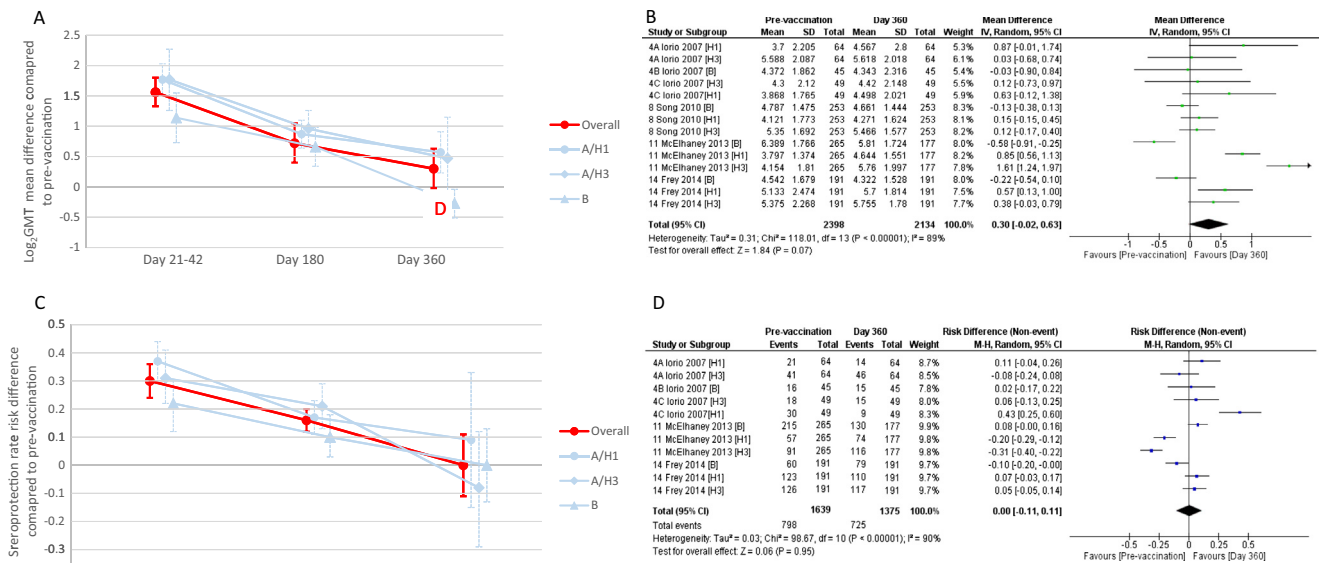 A
Log₂GMT mean difference comapred
to pre-vaccination
2.5
2
1.5
1
0.5
0
-0.5
-1
D
Day 21-42 Day 180 Day 360
Overall
A/H1
A/H3
B
B
Pre-vaccination Day 360 Mean Difference Mean Difference
Study or Subgroup Mean SD Total Mean SD Total Weight IV, Random, 95% CI IV, Random, 95% CI
4A Iorio 2007 [H1] 3.7 2.205 64 4.567 2.8 64 5.3% 0.87 [-0.01, 1.74]
4A Iorio 2007 [H3] 5.588 2.087 64 5.618 2.018 64 6.3% 0.03 [-0.68, 0.74]
4B Iorio 2007 [B] 4.372 1.862 45 4.343 2.316 45 5.3% -0.03 [-0.90, 0.84]
4C Iorio 2007 [H3] 4.3 2.12 49 4.42 2.148 49 5.4% 0.12 [-0.73, 0.97]
4C Iorio 2007[H1] 3.868 1.765 49 4.498 2.021 49 6.0% 0.63 [-0.12, 1.38]
8 Song 2010 [B] 4.787 1.475 253 4.661 1.444 253 8.6% -0.13 [-0.38, 0.13]
8 Song 2010 [H1] 4.121 1.773 253 4.271 1.624 253 8.5% 0.15 [-0.15, 0.45]
8 Song 2010 [H3] 5.35 1.692 253 5.466 1.577 253 8.5% 0.12 [-0.17, 0.40]
11 McElhaney 2013 [B] 6.389 1.766 265 5.81 1.724 177 8.4% -0.58 [-0.91, -0.25]
11 McElhaney 2013 [H1] 3.797 1.374 265 4.644 1.551 177 8.5% 0.85 [0.56, 1.13]
11 McElhaney 2013 [H3] 4.154 1.81 265 5.76 1.997 177 8.2% 1.61 [1.24, 1.97]
14 Frey 2014 [B] 4.542 1.679 191 4.322 1.528 191 8.4% -0.22 [-0.54, 0.10]
14 Frey 2014 [H1] 5.133 2.474 191 5.7 1.814 191 7.8% 0.57 [0.13, 1.00]
14 Frey 2014 [H3] 5.375 2.268 191 5.755 1.78 191 7.9% 0.38 [-0.03, 0.79]
Total (95% CI) 2398 2134 100.0% 0.30 [-0.02, 0.63]
Heterogeneity: Tau² = 0.31; Chi² = 118.01, df = 13 (P < 0.00001); I² = 89%
Test for overall effect: Z = 1.84 (P = 0.07)
-1 -0.5 0 0.5 1
Favours [Pre-vaccination] Favours [Day 360]
C
Sreroprotection rate risk difference
comapred to pre-vaccination
0.5
0.4
0.3
0.2
0.1
0
-0.1
-0.2
-0.3
Overall
A/H1
A/H3
B
D
Pre-vaccination Day 360 Risk Difference (Non-event) Risk Difference (Non-event)
Study or Subgroup Events Total Events Total Weight M-H, Random, 95% CI M-H, Random, 95% CI
4A Iorio 2007 [H1] 21 64 14 64 8.7% 0.11 [-0.04, 0.26]
4A Iorio 2007 [H3] 41 64 46 64 8.5% -0.08 [-0.24, 0.08]
4B Iorio 2007 [B] 16 45 15 45 7.8% 0.02 [-0.17, 0.22]
4C Iorio 2007 [H3] 18 49 15 49 8.0% 0.06 [-0.13, 0.25]
4C Iorio 2007[H1] 30 49 9 49 8.2% 0.43 [0.25, 0.60]
11 McElhaney 2013 [B] 215 265 130 177 9.9% 0.08 [-0.00, 0.16]
11 McElhaney 2013 [H1] 57 265 74 177 9.8% -0.20 [-0.29, -0.12]
11 McElhaney 2013 [H3] 91 265 116 177 9.8% -0.31 [-0.40, -0.22]
14 Frey 2014 [B] 60 191 79 191 9.7% -0.10 [-0.20, -0.00]
14 Frey 2014 [H1] 123 191 110 191 9.7% 0.07 [-0.03, 0.17]
14 Frey 2014 [H3] 126 191 117 191 9.7% 0.05 [-0.05, 0.14]
Total (95% CI) 1639 1375 100.0% 0.00 [-0.11, 0.11]
Total events 798 725
Heterogeneity: Tau² = 0.03; Chi² = 98.67, df = 10 (P < 0.00001); I² = 90%
Test for overall effect: Z = 0.06 (P = 0.95)
-0.5 -0.25 0 0.25 0.5
Favours [Pre-vaccination] Favours [Day 360]